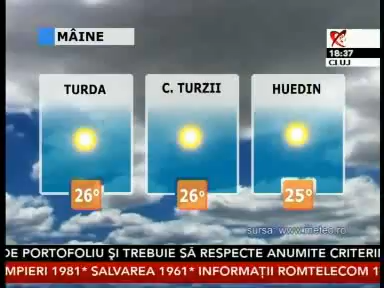 MÂINE
18:37
CLUJ
TURDA
C. TURZII
HUEDIN
26°
26°
25°
sursa: www.meteo.ro
DE PORTOFOLIU ŞI TREBUIE SĂ RESPECTE ANUMITE CRITERII
MPIERI 1981* SALVAREA 1961* INFORMAŢII ROMTELECOM 1